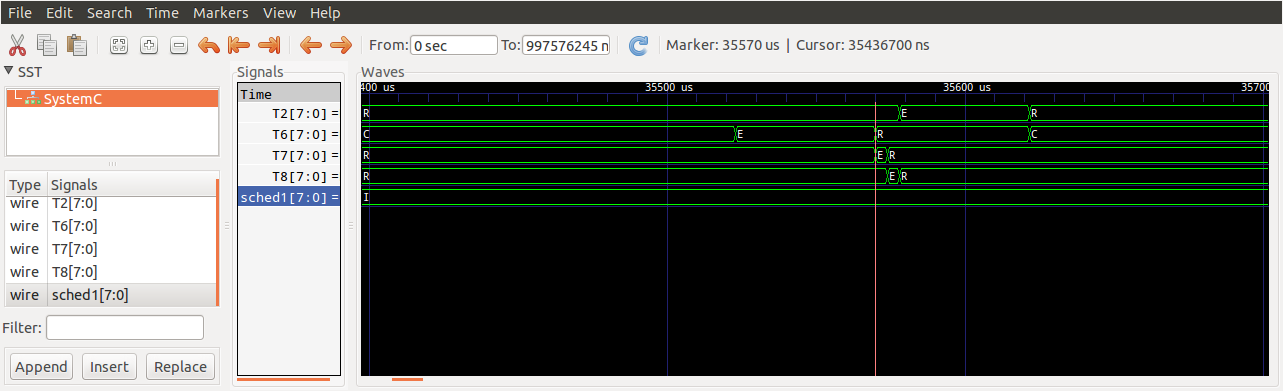 File Edit Search Time Markers View Help
From: 0 sec To: 997576245 n Marker: 35570 us | Cursor: 35436700 ns
SST
SystemC
Type Signals
wire T2[7:0]
wire T6[7:0]
wire T7[7:0]
wire T8[7:0]
wire sched1[7:0]
Filter:
Append Insert Replace
Signals
Time
T2[7:0] =
T6[7:0] =
T7[7:0] =
T8[7:0] =
sched1[7:0] =
Waves
400 us 35500 us 35600 us 35700
R E R
C E R C
R E R
R E R
I